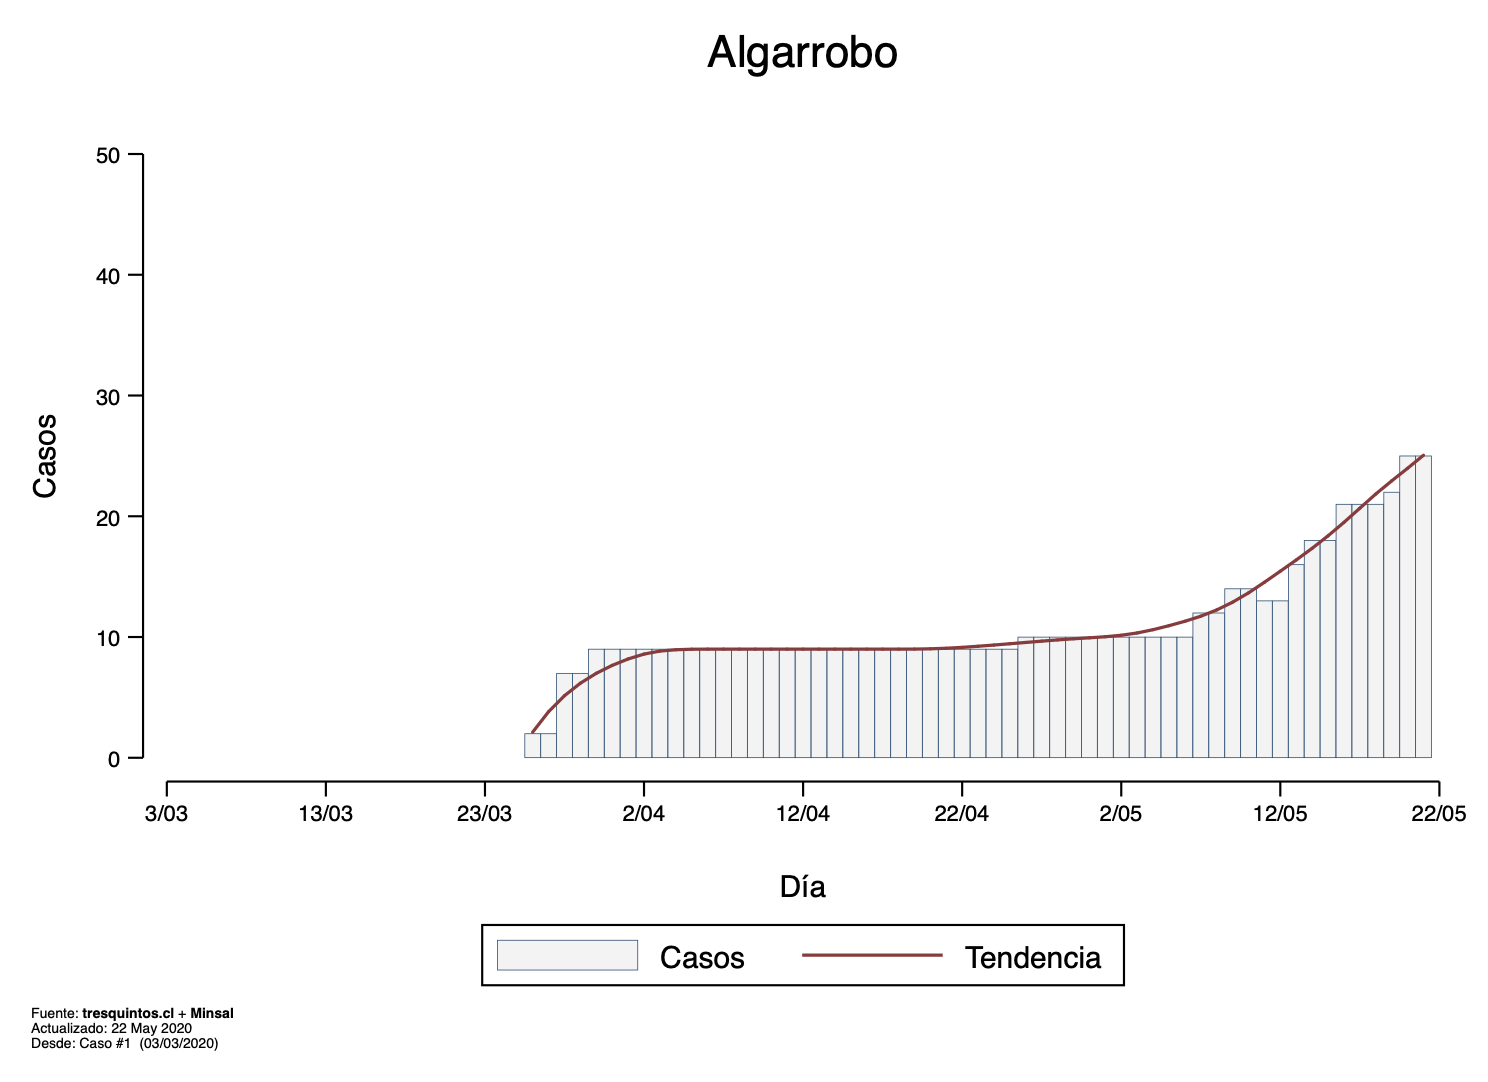 Algarrobo
50
40
30
20
10
0
Casos
3/03 13/03 23/03 2/04 12/04 22/04 2/05 12/05 22/05
Día
Casos Tendencia
Fuente: tresquintos.cl + Minsal
Actualizado: 22 May 2020
Desde: Caso #1 (03/03/2020)